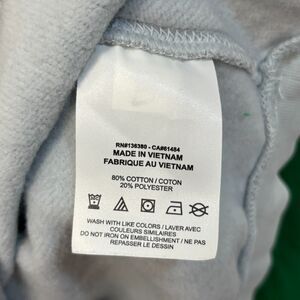 RN#136380 - CA#61484
MADE IN VIETNAM
FABRIQUE AU VIETNAM
80% COTTON / COTON
20% POLYESTER
WASH WITH LIKE COLORS / LAVER AVEC
COULEURS SIMILAIRES
DO NOT IRON ON EMBELLISHMENT / NE PAS
REPASSER LE DESSIN